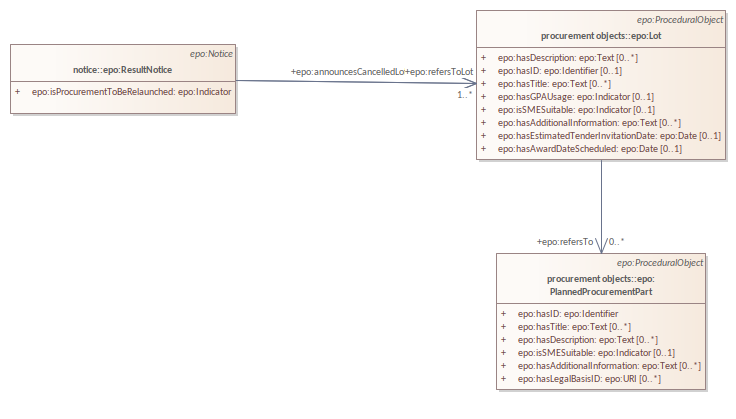 epo:Notice
notice::epo:ResultNotice
+ epo:isProcurementToBeRelaunched: epo:Indicator
+epo:announcesCancelledLo+epo:refersToLot
1..*
epo:ProceduralObject
procurement objects::epo:Lot
+ epo:hasDescription: epo:Text [0..*]
+ epo:hasID: epo:Identifier [0..1]
+ epo:hasTitle: epo:Text [0..*]
+ epo:hasGPAUsage: epo:Indicator [0..1]
+ epo:isSMESuitable: epo:Indicator [0..1]
+ epo:hasAdditionalInformation: epo:Text [0..*]
+ epo:hasEstimatedTenderInvitationDate: epo:Date [0..1]
+ epo:hasAwardDateScheduled: epo:Date [0..1]
+epo:refersTo 0..*
epo:ProceduralObject
procurement objects::epo:
PlannedProcurementPart
+ epo:hasID: epo:Identifier
+ epo:hasTitle: epo:Text [0..*]
+ epo:hasDescription: epo:Text [0..*]
+ epo:isSMESuitable: epo:Indicator [0..1]
+ epo:hasAdditionalInformation: epo:Text [0..*]
+ epo:hasLegalBasisID: epo:URI [0..*]